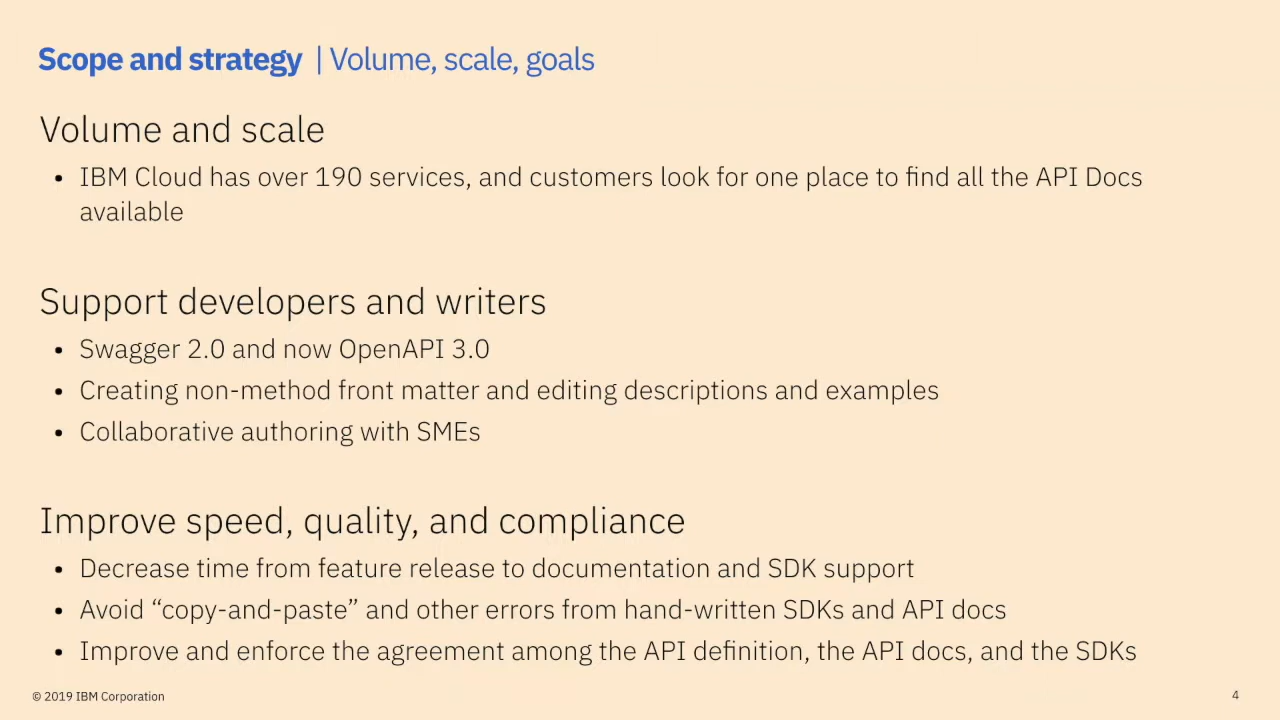 Scope and strategy | Volume, scale, goals
Volume and scale
• IBM Cloud has over 190 services, and customers look for one place to find all the API Docs
available
Support developers and writers
• Swagger 2.0 and now OpenAPI 3.0
• Creating non-method front matter and editing descriptions and examples
• Collaborative authoring with SMEs
Improve speed, quality, and compliance
• Decrease time from feature release to documentation and SDK support
• Avoid “copy-and-paste” and other errors from hand-written SDKs and API docs
• Improve and enforce the agreement among the API definition, the API docs, and the SDKs
© 2019 IBM Corporation
4